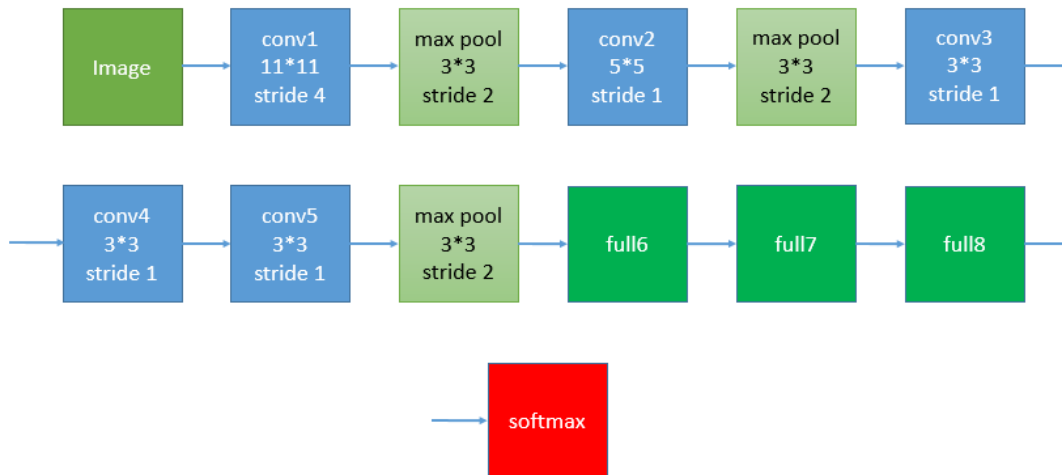 Image
conv1
11*11
stride 4
max pool
3*3
stride 2
conv2
5*5
stride 1
max pool
3*3
stride 2
conv3
3*3
stride 1
conv4
3*3
stride 1
conv5
3*3
stride 1
max pool
3*3
stride 2
full6
full7
full8
softmax